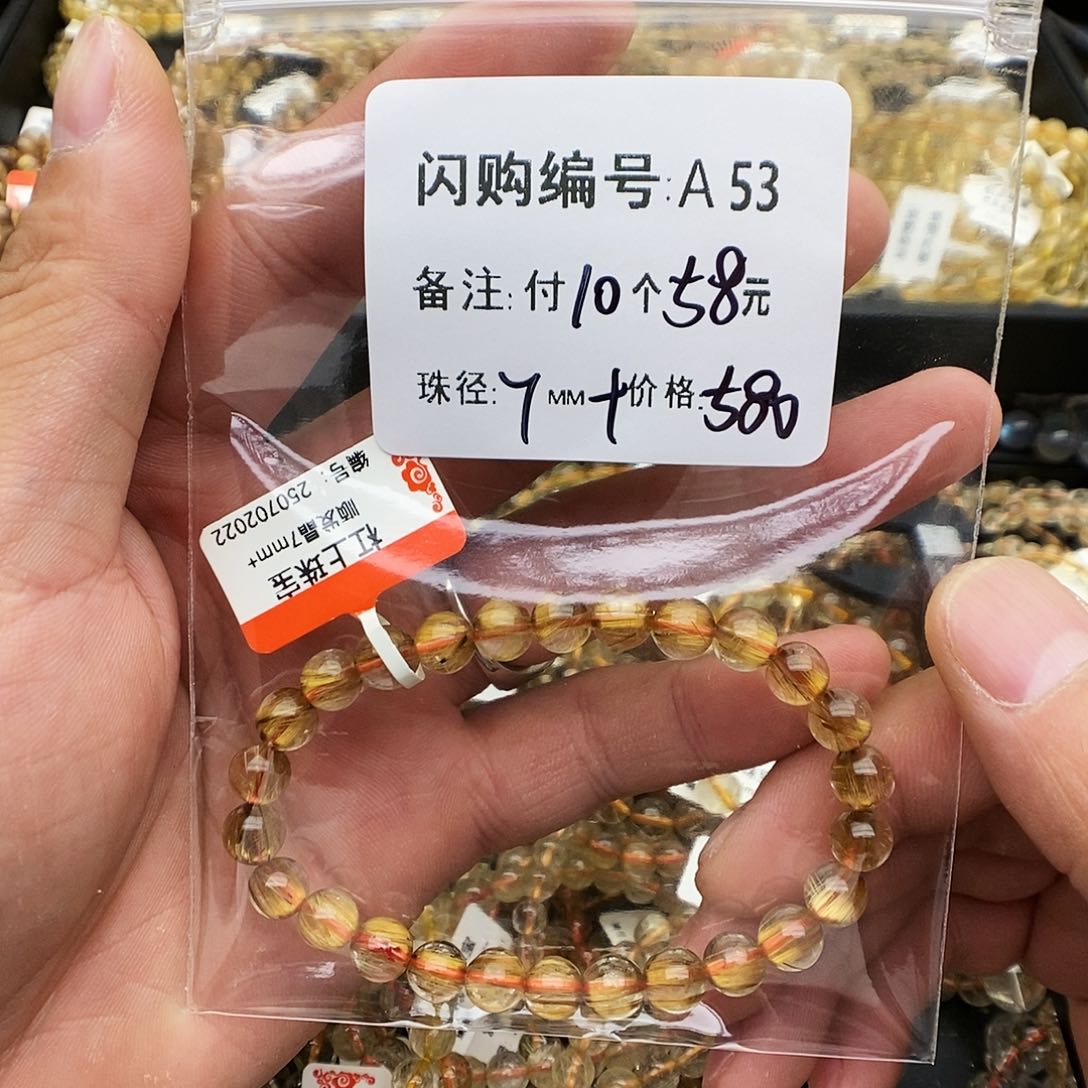 闪购编号:A 53
备注:付10个58元
珠径:7MM+价格:580
杠上珠宝
顺发晶7mm+
编号:250702022